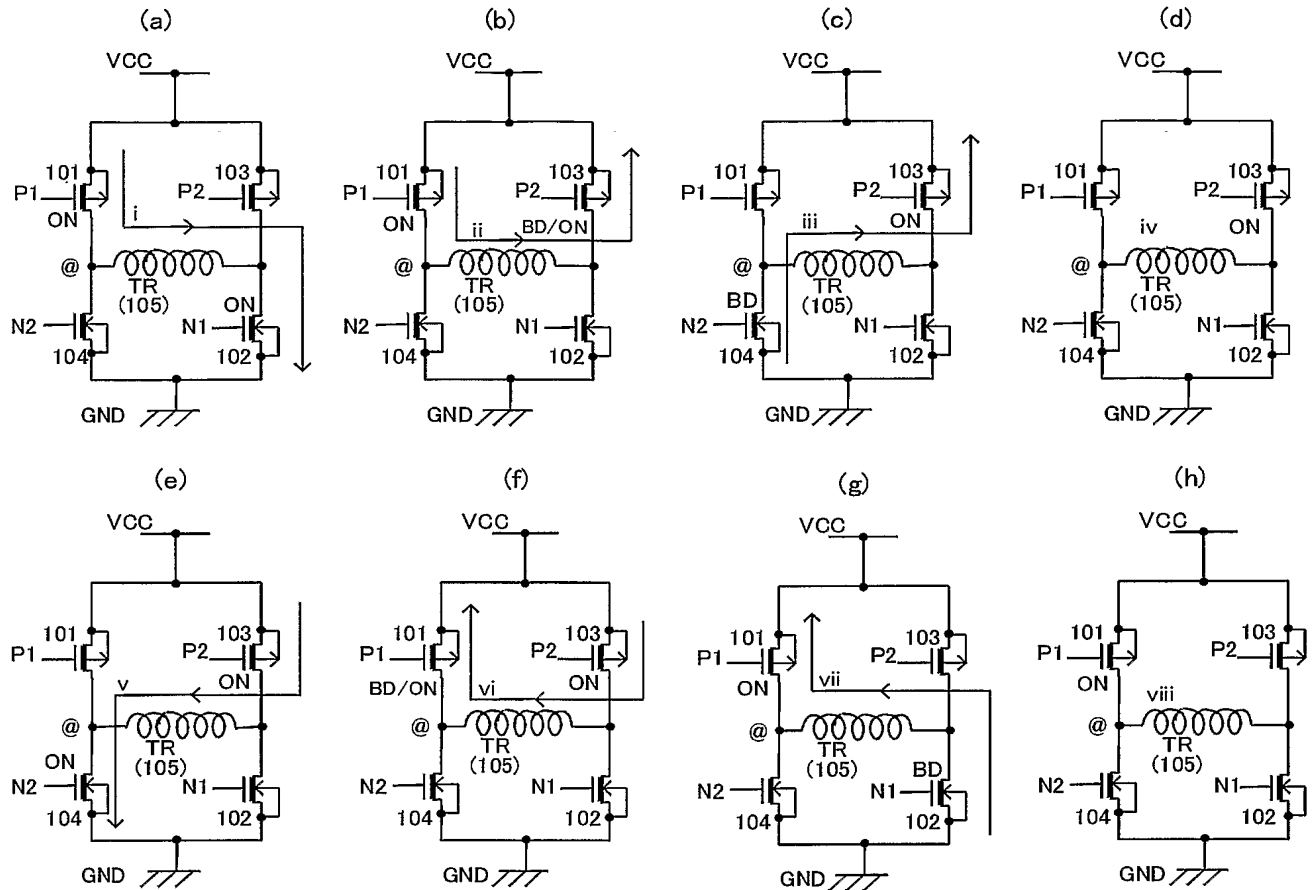 (a)
VCC
101
103
P1
P2
ON
i
@
TR
(105)
ON
N2
N1
104
102
GND
(b)
VCC
101
103
P1
P2
ON
BD/ON
ii
@
TR
(105)
N2
N1
104
102
GND
(c)
VCC
101
103
P1
P2
ON
iii
@
TR
(105)
BD
N2
N1
104
102
GND
(d)
VCC
101
103
P1
P2
ON
iv
@
TR
(105)
N2
N1
104
102
GND
(e)
VCC
101
103
P1
P2
ON
v
@
TR
(105)
ON
N2
N1
104
102
GND
(f)
VCC
101
103
P1
P2
BD/ON
ON
vi
@
TR
(105)
N2
N1
104
102
GND
(g)
VCC
101
103
P1
P2
ON
vii
@
TR
(105)
BD
N2
N1
104
102
GND
(h)
VCC
101
103
P1
P2
ON
viii
@
TR
(105)
N2
N1
104
102
GND